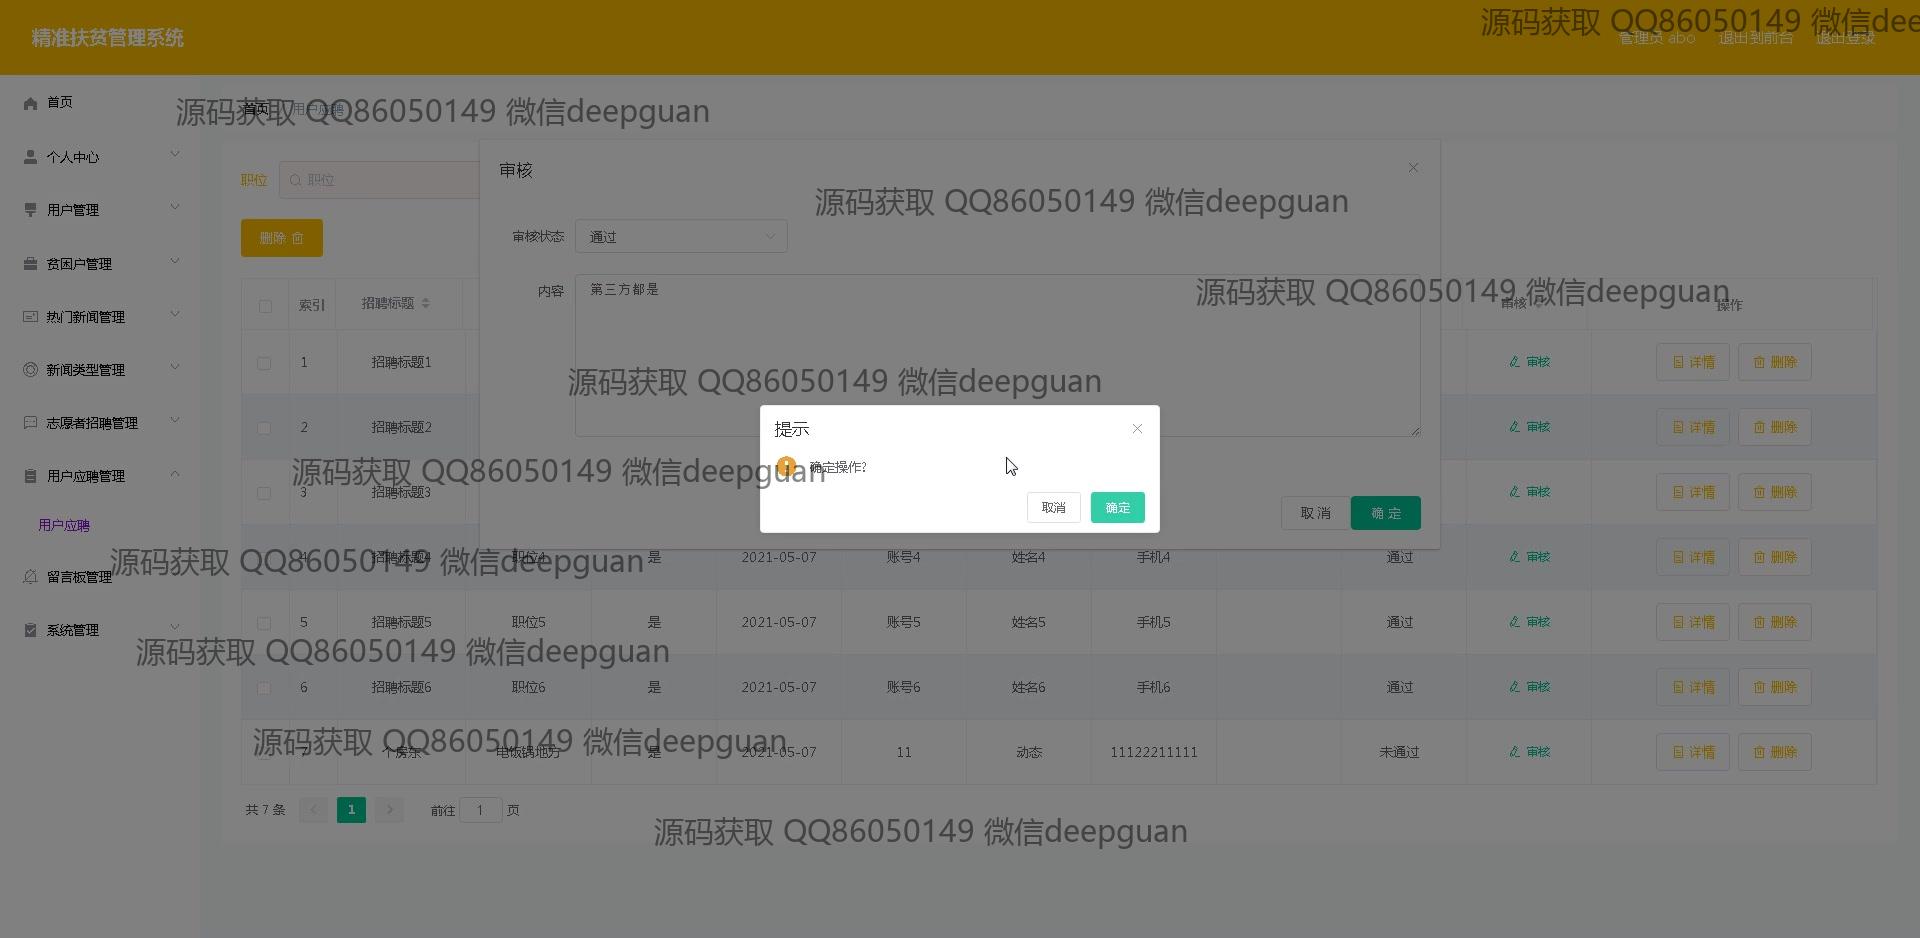 精准扶贫管理系统
源码获取 QQ86050149 微信dee
管理员 abo 退出到前台 退出登录
首页
源码获取 QQ86050149 微信deepguan
首页 用户应聘
个人中心
用户管理
贫困户管理
热门新闻管理
新闻类型管理
志愿者招聘管理
用户应聘管理
用户应聘
留言板管理
系统管理
职位 职位
删除
审核
源码获取 QQ86050149 微信deepguan
审核状态 通过
内容 第三方都是
源码获取 QQ86050149 微信deepguan
源码获取 QQ86050149 微信deepguan
取消 确定
提示
确定操作?
取消 确定
索引 招聘标题 审核 操作
1 招聘标题1 审核 详情 删除
2 招聘标题2 审核 详情 删除
源码获取 QQ86050149 微信deepguan
3 招聘标题3 审核 详情 删除
源码获取 QQ86050149 微信deepguan
4 招聘标题4 职位4 是 2021-05-07 账号4 姓名4 手机4 通过 审核 详情 删除
5 招聘标题5 职位5 是 2021-05-07 账号5 姓名5 手机5 通过 审核 详情 删除
源码获取 QQ86050149 微信deepguan
6 招聘标题6 职位6 是 2021-05-07 账号6 姓名6 手机6 通过 审核 详情 删除
源码获取 QQ86050149 微信deepguan
7 个房东 电饭锅地方 是 2021-05-07 11 动态 11122211111 未通过 审核 详情 删除
共 7 条 1 前往 1 页
源码获取 QQ86050149 微信deepguan